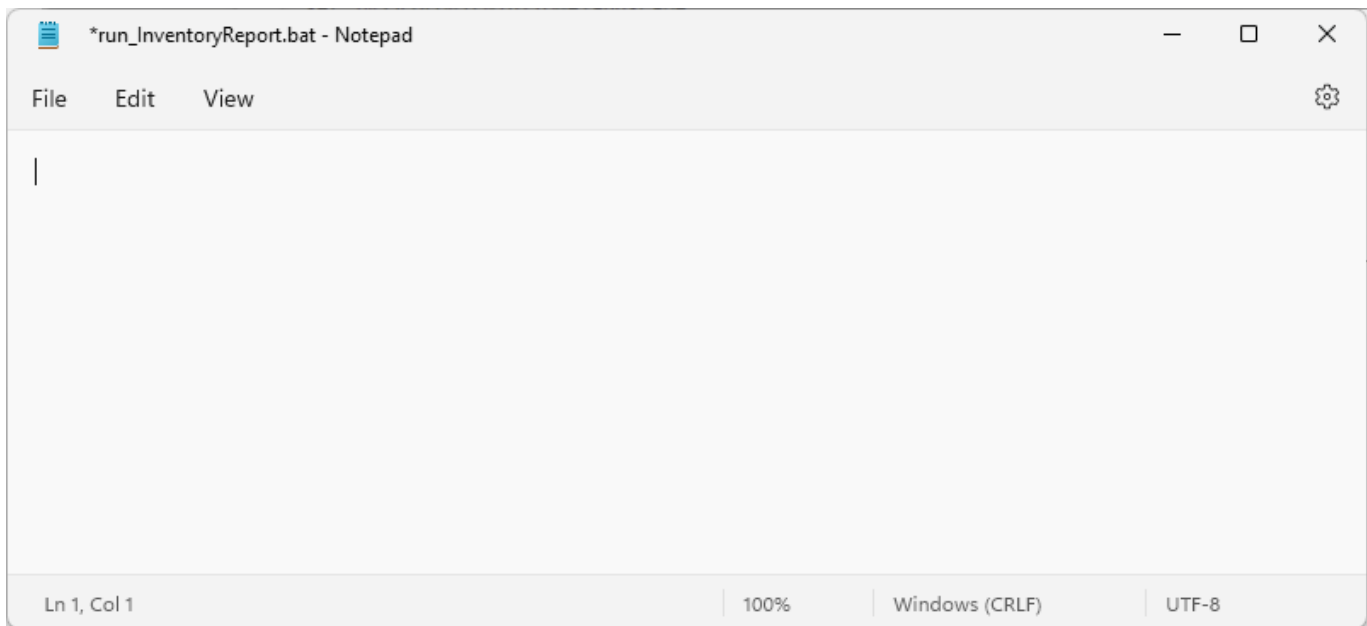 *run_InventoryReport.bat - Notepad
File Edit View
Ln 1, Col 1 100% Windows (CRLF) UTF-8